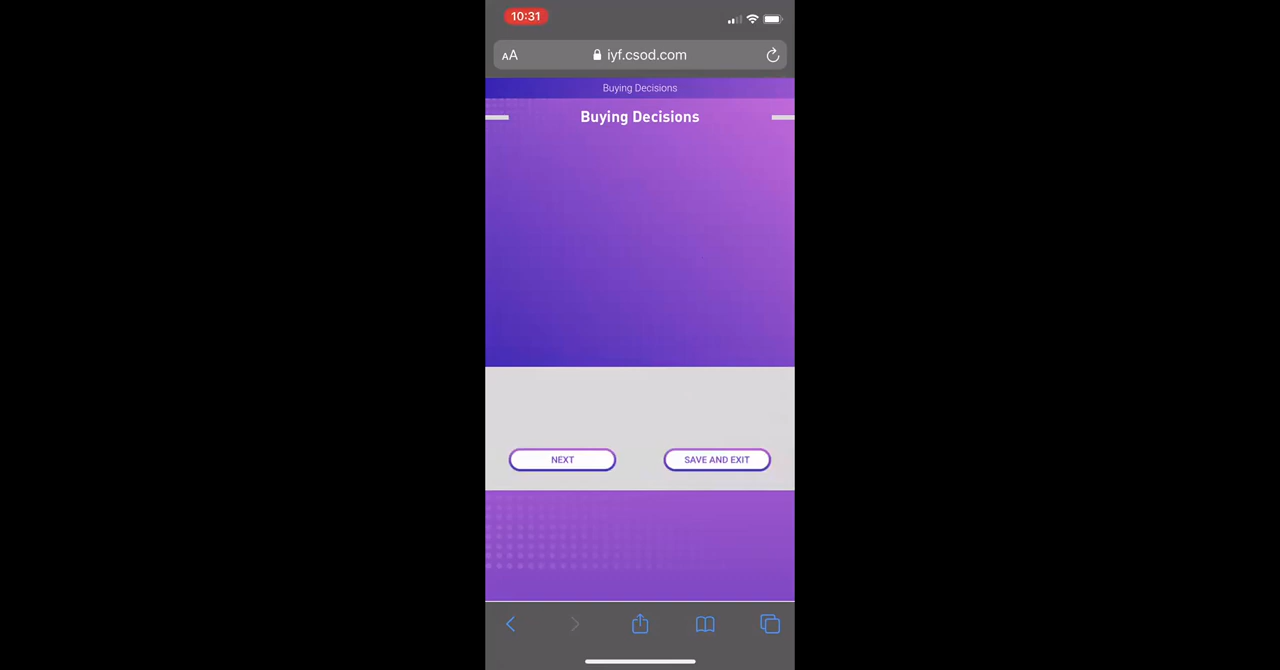 10:31
AA iyf.csod.com
Buying Decisions
Buying Decisions
NEXT SAVE AND EXIT